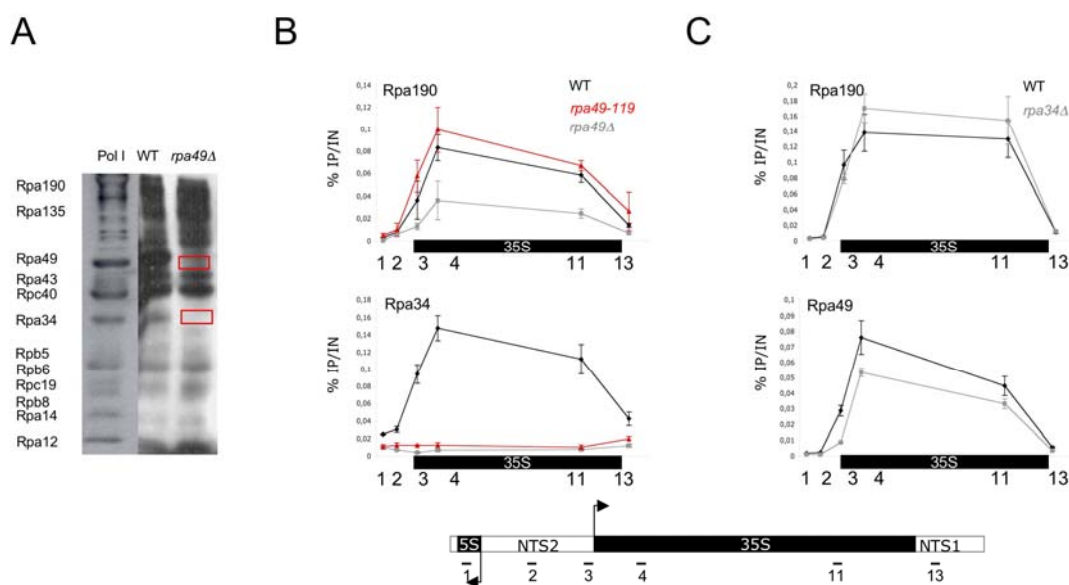 A
Pol I WT rpa49Δ
Rpa190
Rpa135
Rpa49
Rpa43
Rpc40
Rpa34
Rpb5
Rpb6
Rpc19
Rpb8
Rpa14
Rpa12
B
Rpa190
WT
rpa49-119
rpa49Δ
% IP/IN
0,14
0,12
0,1
0,08
0,06
0,04
0,02
0
35S
1 2 3 4 11 13
Rpa34
% IP/IN
0,18
0,16
0,14
0,12
0,1
0,08
0,06
0,04
0,02
0
35S
1 2 3 4 11 13
C
Rpa190
WT
rpa34Δ
% IP/IN
0,2
0,18
0,16
0,14
0,12
0,1
0,08
0,06
0,04
0,02
0
35S
1 2 3 4 11 13
Rpa49
% IP/IN
0,1
0,09
0,08
0,07
0,06
0,05
0,04
0,03
0,02
0,01
0
35S
1 2 3 4 11 13
5S NTS2 35S NTS1
1 2 3 4 11 13